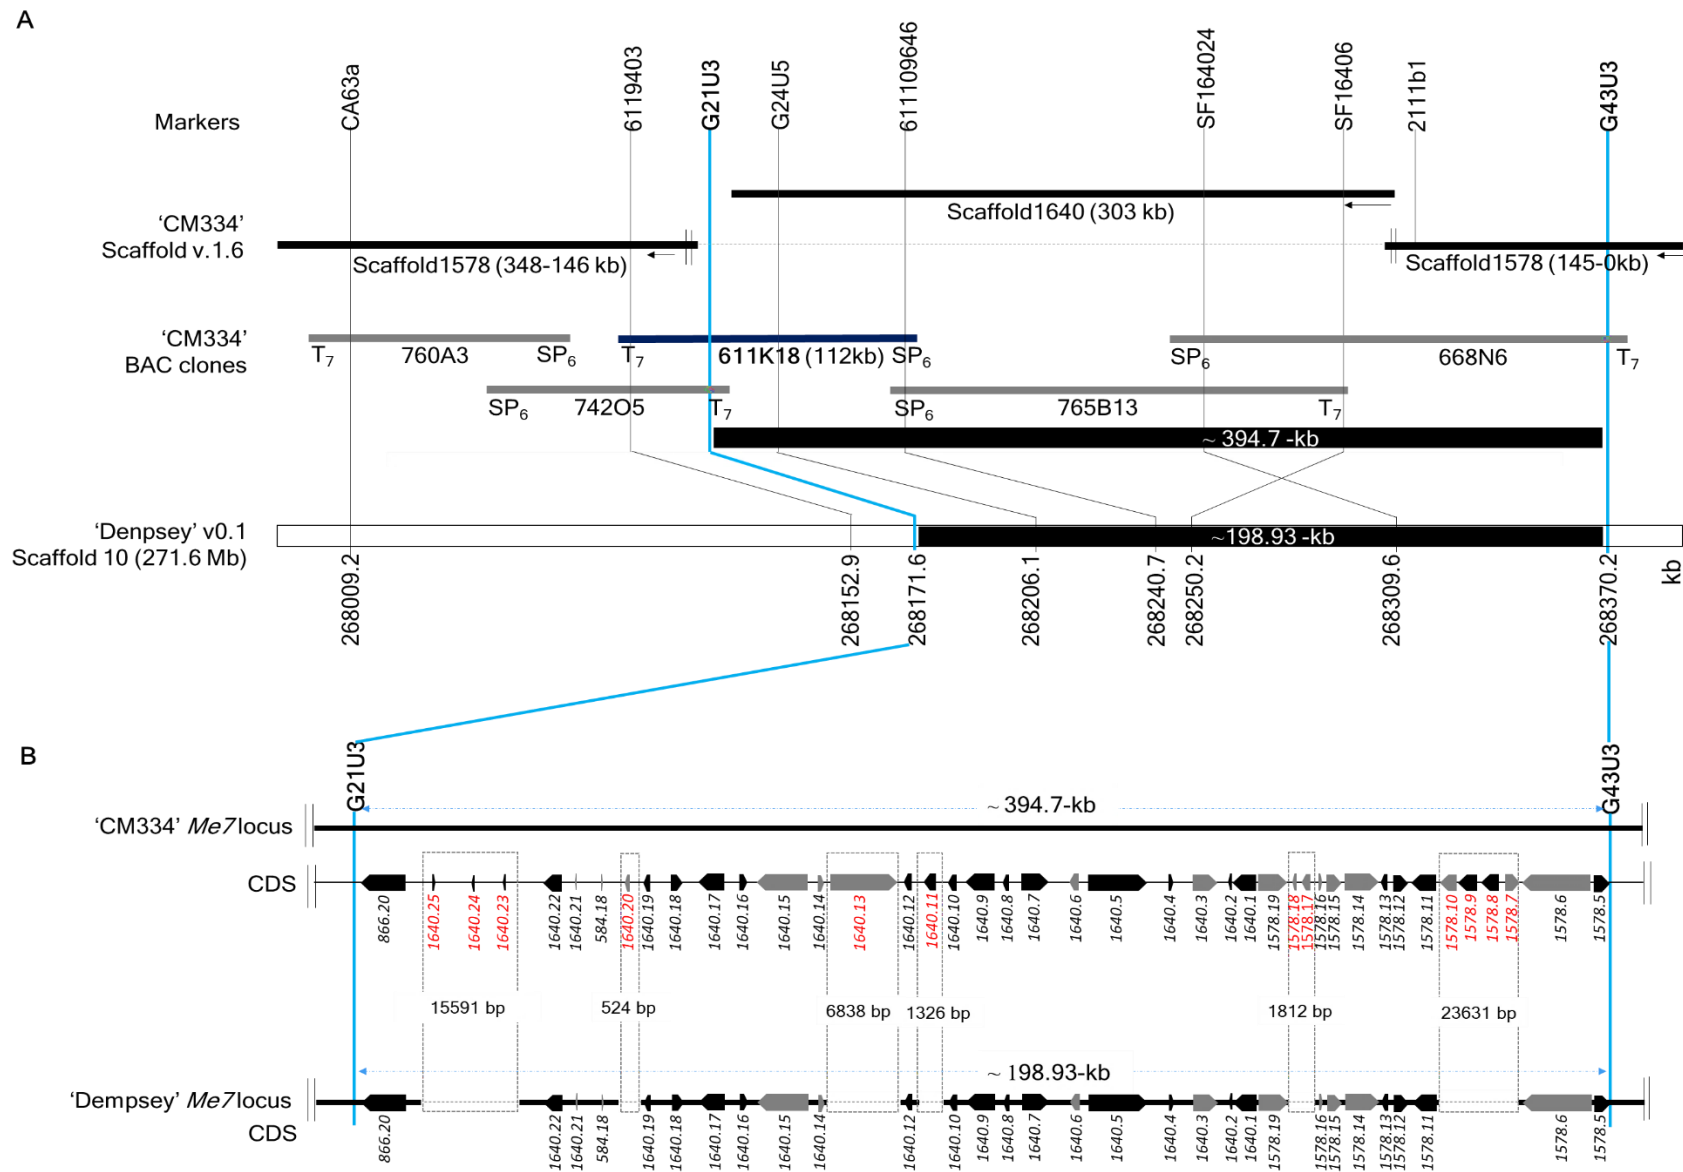 A
CA63a
6119403
G21U3
G24U5
611109646
SF164024
SF16406
2111b1
G43U3
Markers
Scaffold1640 (303 kb)
‘CM334’
Scaffold v.1.6
Scaffold1578 (348-146 kb)
Scaffold1578 (145-0kb)
‘CM334’
BAC clones
T7 760A3 SP6
T7 611K18 (112kb) SP6
SP6 668N6 T7
SP6 742O5 T7
SP6 765B13 T7
~ 394.7 -kb
‘Denpsey’ v0.1
Scaffold 10 (271.6 Mb)
~198.93 -kb
268009.2
268152.9
268171.6
268206.1
268240.7
268250.2
268309.6
268370.2
kb
B
G21U3
G43U3
~ 394.7-kb
‘CM334’ Me7 locus
CDS
866.20
1640.25
1640.24
1640.23
1640.22
1640.21
584.18
1640.20
1640.19
1640.18
1640.17
1640.16
1640.15
1640.14
1640.13
1640.12
1640.11
1640.10
1640.9
1640.8
1640.7
1640.6
1640.5
1640.4
1640.3
1640.2
1640.1
1578.19
1578.18
1578.17
1578.16
1578.15
1578.14
1578.13
1578.12
1578.11
1578.10
1578.9
1578.8
1578.7
1578.6
1578.5
15591 bp
524 bp
6838 bp
1326 bp
1812 bp
23631 bp
~ 198.93-kb
‘Dempsey’ Me7 locus
CDS
866.20
1640.22
1640.21
584.18
1640.19
1640.18
1640.17
1640.16
1640.15
1640.14
1640.12
1640.10
1640.9
1640.8
1640.7
1640.6
1640.5
1640.4
1640.3
1640.2
1640.1
1578.19
1578.16
1578.15
1578.14
1578.13
1578.12
1578.11
1578.6
1578.5